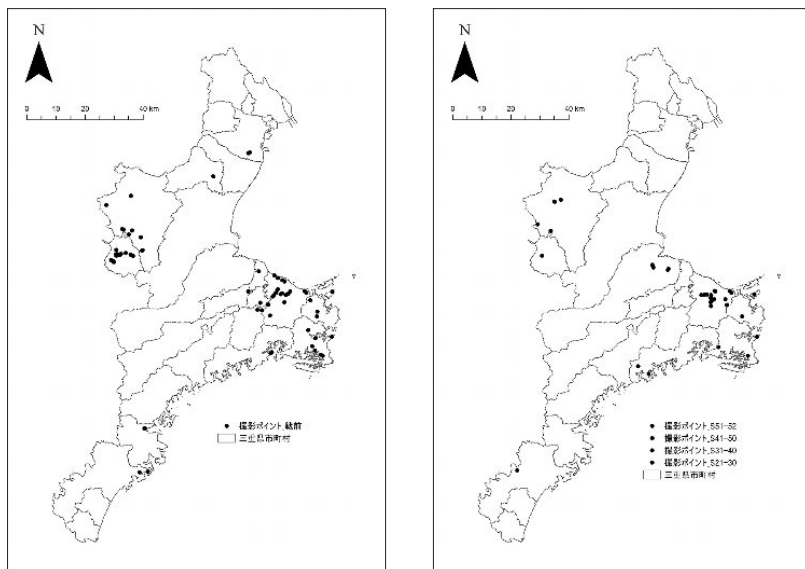 N
0 10 20 40 km
撮影ポイント_戦前
三重県市町村
N
0 10 20 40 km
撮影ポイント_S51-52
撮影ポイント_S41-50
撮影ポイント_S31-40
撮影ポイント_S21-30
三重県市町村